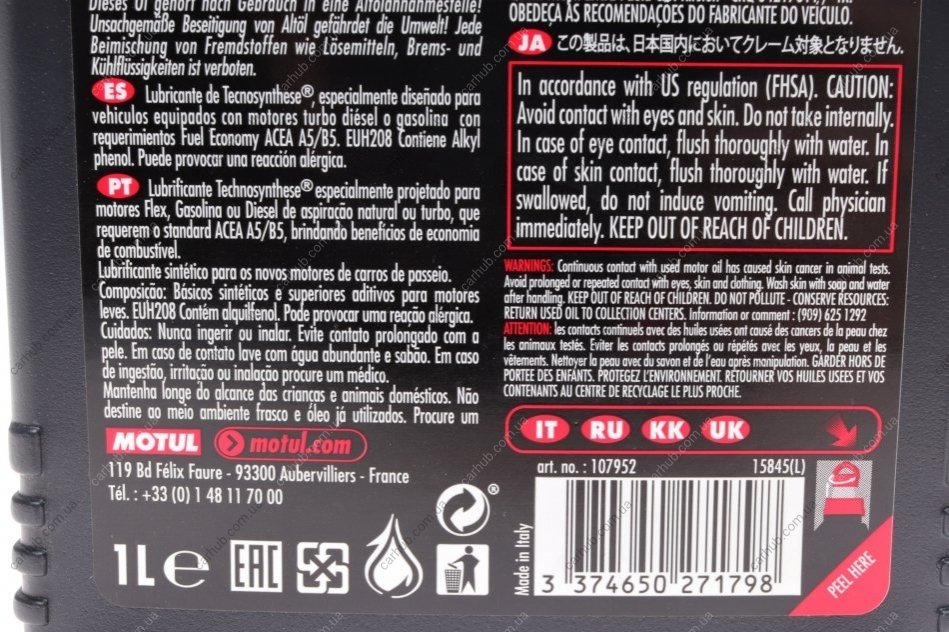 Dieses Öl gehört nach Gebrauch in eine Altölannahmestelle!
Unsachgemäße Beseitigung von Altöl gefährdet die Umwelt! Jede
Beimischung von Fremdstoffen wie Lösemitteln, Brems- und
Kühlflüssigkeiten ist verboten.
ES Lubricante de Tecnosynthese®, especialmente diseñado para
vehículos equipados con motores turbo diésel o gasolina con
requerimientos Fuel Economy ACEA A5/B5. EUH208 Contiene Alkyl
phenol. Puede provocar una reacción alérgica.
PT Lubrificante Technosynthese® especialmente projetado para
motores Flex, Gasolina ou Diesel de aspiração natural ou turbo, que
requerem o standard ACEA A5/B5, brindando benefícios de economia
de combustível.
Lubrificante sintético para os novos motores de carros de passeio.
Composição: Básicos sintéticos e superiores aditivos para motores
leves. EUH208 Contém alquilfenol. Pode provocar uma reação alérgica.
Cuidados: Nunca ingerir ou inalar. Evite contato prolongado com a
pele. Em caso de contato lave com água abundante e sabão. Em caso
de ingestão, irritação ou inalação procure um médico.
Mantenha longe do alcance das crianças e animais domésticos. Não
destine ao meio ambiente frasco e óleo já utilizados. Procure um
MOTUL motul.com
119 Bd Félix Faure - 93300 Aubervilliers - France
Tél. : +33 (0) 1 48 11 70 00
1L e
EAC
®
OBEDEÇA ÀS RECOMENDAÇÕES DO FABRICANTE DO VEÍCULO.
JA この製品は、日本国内においてクレーム対象となりません。
In accordance with US regulation (FHSA). CAUTION:
Avoid contact with eyes and skin. Do not take internally.
In case of eye contact, flush thoroughly with water. In
case of skin contact, flush thoroughly with water. If
swallowed, do not induce vomiting. Call physician
immediately. KEEP OUT OF REACH OF CHILDREN.
WARNINGS: Continuous contact with used motor oil has caused skin cancer in animal tests.
Avoid prolonged or repeated contact with eyes, skin and clothing. Wash skin with soap and water
after handling. KEEP OUT OF REACH OF CHILDREN. DO NOT POLLUTE - CONSERVE RESOURCES:
RETURN USED OIL TO COLLECTION CENTERS. Information or comment : (909) 625 1292
ATTENTION: les contacts continuels avec des huiles usées ont causé des cancers de la peau chez
les animaux testés. Eviter les contacts prolongés ou répétés avec les yeux, la peau et les
vêtements. Nettoyer la peau avec du savon et de l'eau après manipulation. GARDER HORS DE
PORTEE DES ENFANTS. PROTEGEZ L'ENVIRONNEMENT. RETOURNER VOS HUILES USEES ET VOS
CONTENANTS AU CENTRE DE RECYCLAGE LE PLUS PROCHE.
IT RU KK UK
art. no. : 107952 15845(L)
Made in Italy
3 374650 271798
PEEL HERE
carhub.com.ua